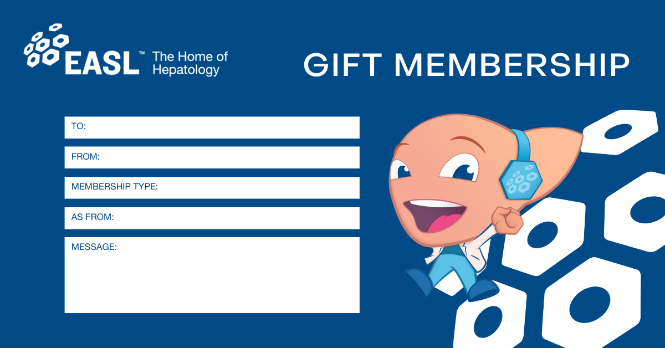 EASL™ The Home of
Hepatology
GIFT MEMBERSHIP
TO:
FROM:
MEMBERSHIP TYPE:
AS FROM:
MESSAGE: